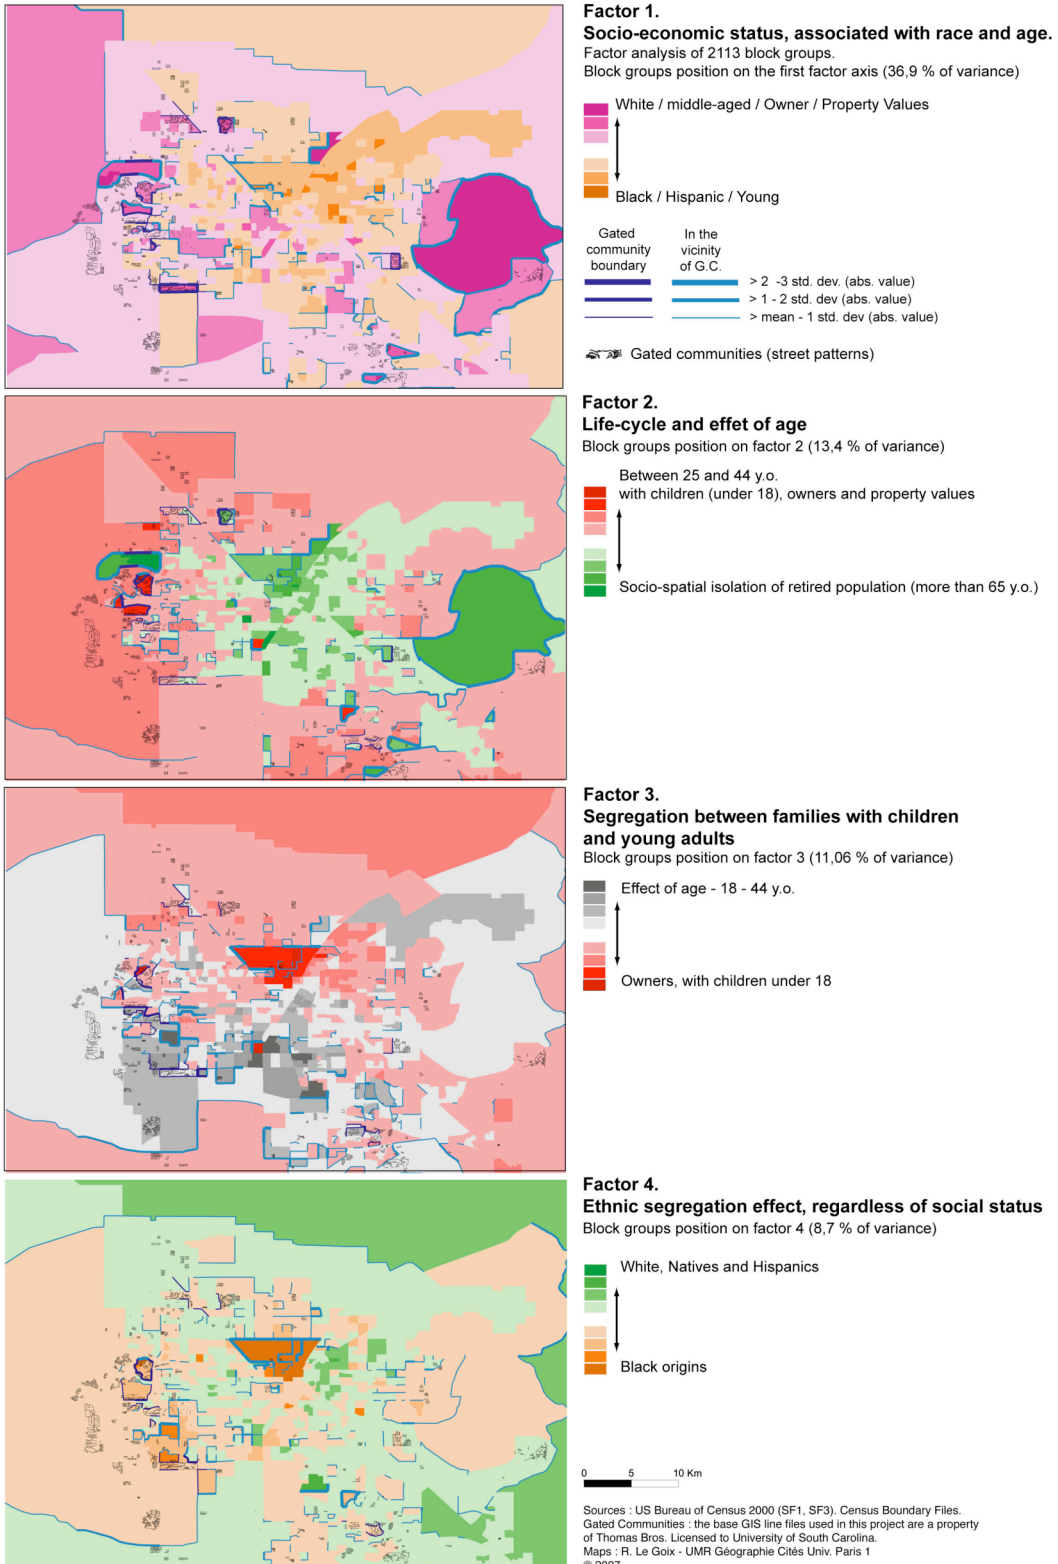 Factor 1.
Socio-economic status, associated with race and age.
Factor analysis of 2113 block groups.
Block groups position on the first factor axis (36,9 % of variance)
White / middle-aged / Owner / Property Values
Black / Hispanic / Young
Gated community boundary
In the vicinity of G.C.
> 2 -3 std. dev. (abs. value)
> 1 - 2 std. dev (abs. value)
> mean - 1 std. dev (abs. value)
Gated communities (street patterns)
Factor 2.
Life-cycle and effet of age
Block groups position on factor 2 (13,4 % of variance)
Between 25 and 44 y.o.
with children (under 18), owners and property values
Socio-spatial isolation of retired population (more than 65 y.o.)
Factor 3.
Segregation between families with children
and young adults
Block groups position on factor 3 (11,06 % of variance)
Effect of age - 18 - 44 y.o.
Owners, with children under 18
Factor 4.
Ethnic segregation effect, regardless of social status
Block groups position on factor 4 (8,7 % of variance)
White, Natives and Hispanics
Black origins
0 5 10 Km
Sources : US Bureau of Census 2000 (SF1, SF3). Census Boundary Files.
Gated Communities : the base GIS line files used in this project are a property
of Thomas Bros. Licensed to University of South Carolina.
Maps : R. Le Goix - UMR Géographie Cités Univ. Paris 1
© 2007